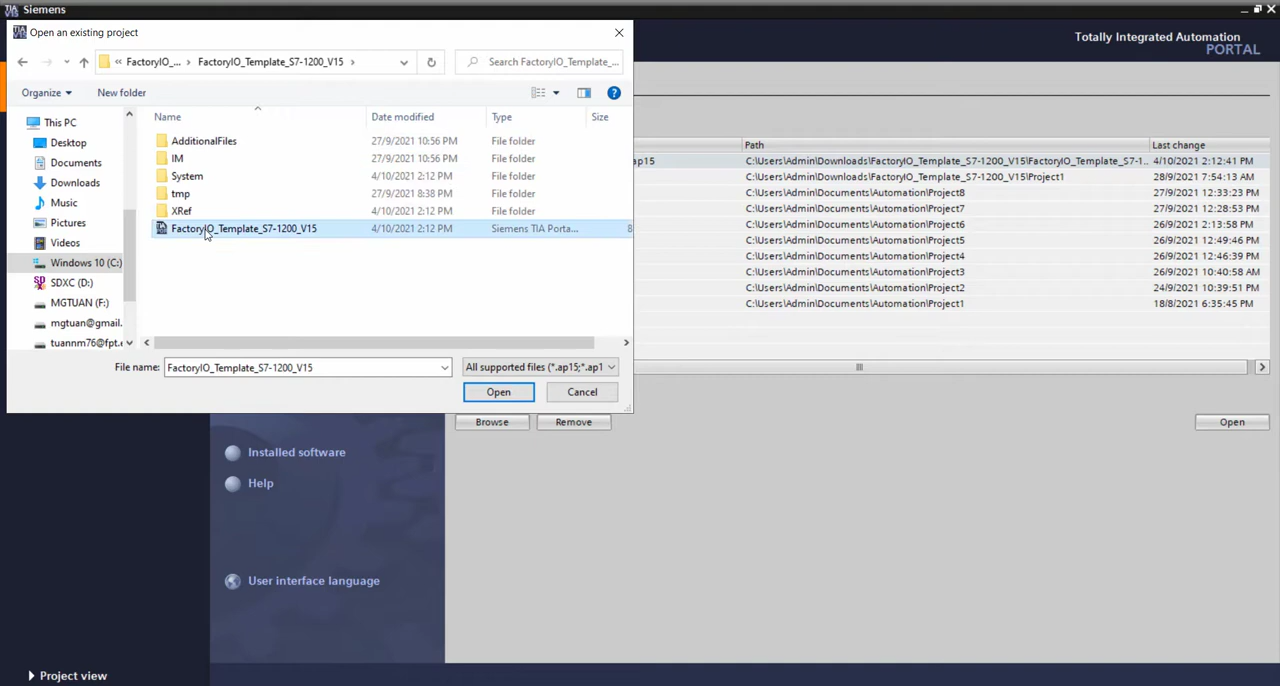 Siemens
Open an existing project
Totally Integrated Automation
PORTAL
« FactoryIO_... › FactoryIO_Template_S7-1200_V15 ›
Search FactoryIO_Template_...
Organize
New folder
Name Date modified Type Size
This PC
Desktop
Documents
Downloads
Music
Pictures
Videos
Windows 10 (C:)
SDXC (D:)
MGTUAN (F:)
mgtuan@gmail.
tuannm76@fpt.e
AdditionalFiles 27/9/2021 10:56 PM File folder
IM 27/9/2021 10:56 PM File folder
System 4/10/2021 2:12 PM File folder
tmp 27/9/2021 8:38 PM File folder
XRef 4/10/2021 2:12 PM File folder
FactoryIO_Template_S7-1200_V15 4/10/2021 2:12 PM Siemens TIA Porta... 8
File name: FactoryIO_Template_S7-1200_V15
All supported files (*.ap15;*.ap1
Open
Cancel
Path Last change
ap15 C:\Users\Admin\Downloads\FactoryIO_Template_S7-1200_V15\FactoryIO_Template_S7-1... 4/10/2021 2:12:41 PM
C:\Users\Admin\Downloads\FactoryIO_Template_S7-1200_V15\Project1 28/9/2021 7:54:13 AM
C:\Users\Admin\Documents\Automation\Project8 27/9/2021 12:33:23 PM
C:\Users\Admin\Documents\Automation\Project7 27/9/2021 12:28:53 PM
C:\Users\Admin\Documents\Automation\Project6 26/9/2021 2:13:58 PM
C:\Users\Admin\Documents\Automation\Project5 26/9/2021 12:49:46 PM
C:\Users\Admin\Documents\Automation\Project4 26/9/2021 12:46:39 PM
C:\Users\Admin\Documents\Automation\Project3 26/9/2021 10:40:58 AM
C:\Users\Admin\Documents\Automation\Project2 24/9/2021 10:39:51 PM
C:\Users\Admin\Documents\Automation\Project1 18/8/2021 6:35:45 PM
Browse
Remove
Open
Installed software
Help
User interface language
Project view